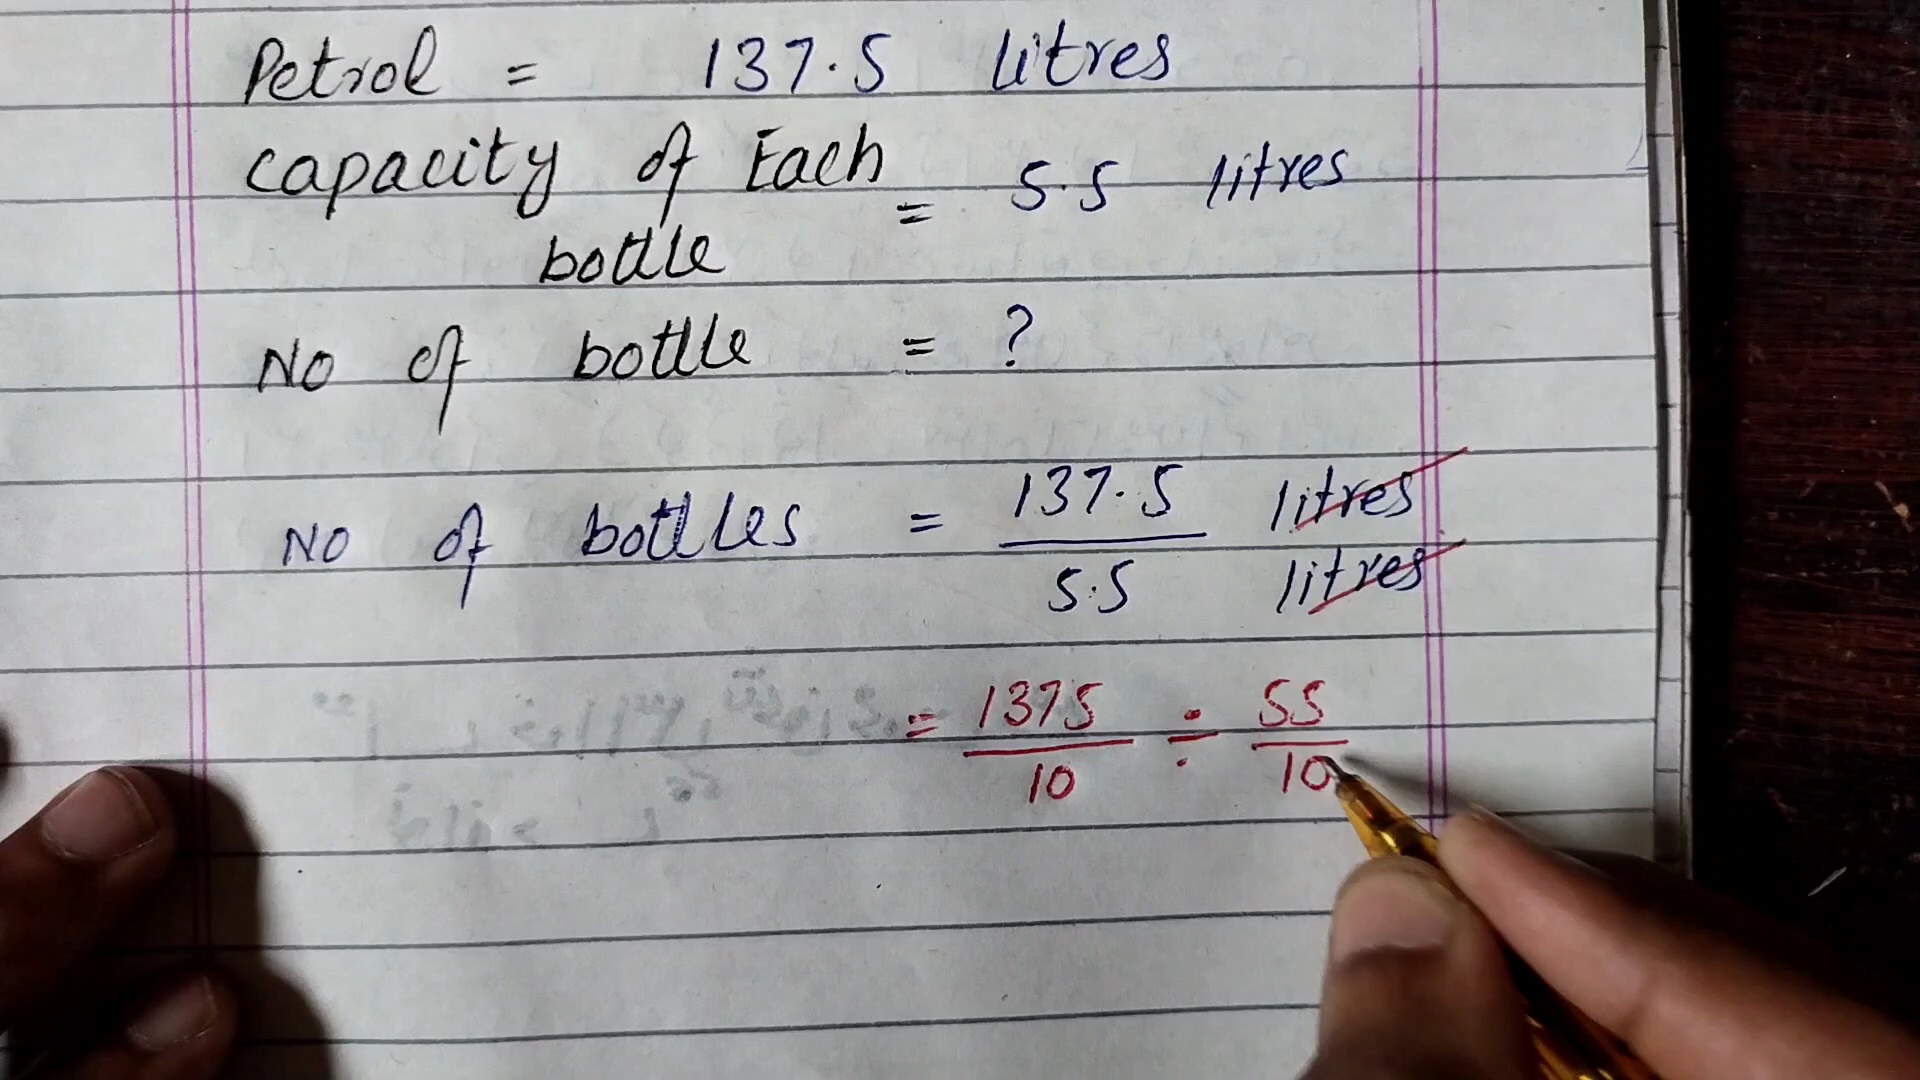 Petrol = 137.5 litres
capacity of Each = 5.5 litres
bottle
No of bottle = ?
No of bottles = 137.5 litres
5.5 litres
= 1375 ÷ 55
10 10